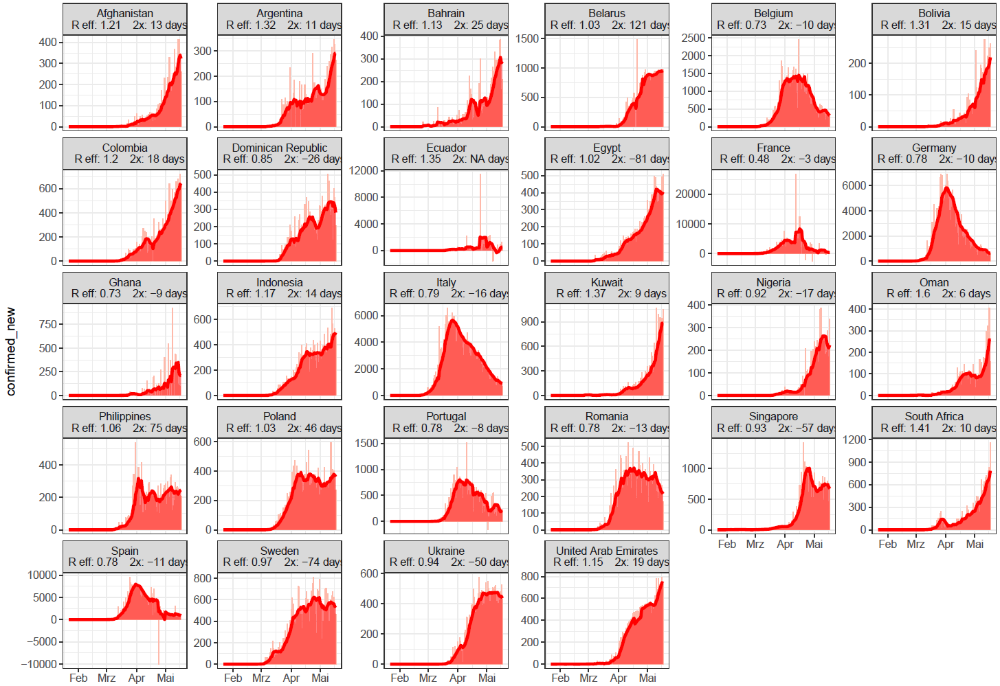 confirmed_new
Afghanistan
R eff: 1.21 2x: 13 days
400
300
200
100
0
Argentina
R eff: 1.32 2x: 11 days
300
200
100
0
Bahrain
R eff: 1.13 2x: 25 days
400
300
200
100
0
Belarus
R eff: 1.03 2x: 121 days
1500
1000
500
0
Belgium
R eff: 0.73 2x: −10 days
2500
2000
1500
1000
500
0
Bolivia
R eff: 1.31 2x: 15 days
200
100
0
Colombia
R eff: 1.2 2x: 18 days
600
400
200
0
Dominican Republic
R eff: 0.85 2x: −26 days
500
400
300
200
100
0
Ecuador
R eff: 1.35 2x: NA days
12000
8000
4000
0
Egypt
R eff: 1.02 2x: −81 days
500
400
300
200
100
0
France
R eff: 0.48 2x: −3 days
20000
10000
0
Germany
R eff: 0.78 2x: −10 days
6000
4000
2000
0
Ghana
R eff: 0.73 2x: −9 days
750
500
250
0
Indonesia
R eff: 1.17 2x: 14 days
600
400
200
0
Italy
R eff: 0.79 2x: −16 days
6000
4000
2000
0
Kuwait
R eff: 1.37 2x: 9 days
900
600
300
0
Nigeria
R eff: 0.92 2x: −17 days
400
300
200
100
0
Oman
R eff: 1.6 2x: 6 days
400
300
200
100
0
Philippines
R eff: 1.06 2x: 75 days
400
200
0
Poland
R eff: 1.03 2x: 46 days
600
400
200
0
Portugal
R eff: 0.78 2x: −8 days
1500
1000
500
0
Romania
R eff: 0.78 2x: −13 days
500
400
300
200
100
0
Singapore
R eff: 0.93 2x: −57 days
1000
500
0
Feb Mrz Apr Mai
South Africa
R eff: 1.41 2x: 10 days
1200
900
600
300
0
Feb Mrz Apr Mai
Spain
R eff: 0.78 2x: −11 days
10000
5000
0
−5000
−10000
Feb Mrz Apr Mai
Sweden
R eff: 0.97 2x: −74 days
800
600
400
200
0
Feb Mrz Apr Mai
Ukraine
R eff: 0.94 2x: −50 days
600
400
200
0
Feb Mrz Apr Mai
United Arab Emirates
R eff: 1.15 2x: 19 days
800
600
400
200
0
Feb Mrz Apr Mai